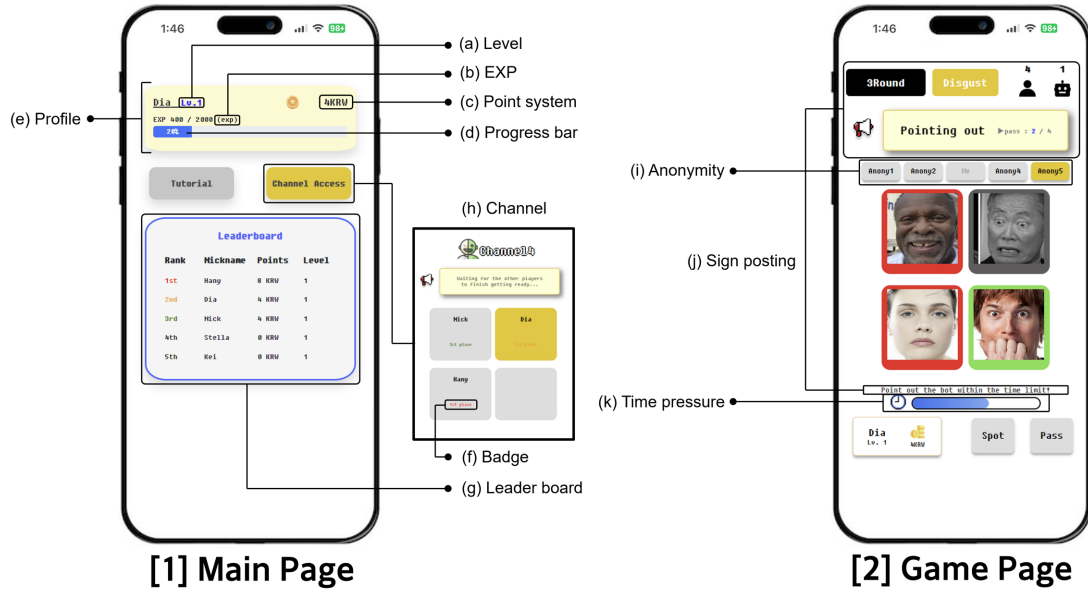 1:46
98
(a) Level
(b) EXP
(c) Point system
(d) Progress bar
(e) Profile
Dia Lv.1
4KRW
EXP 400 / 2000(exp)
20%
Tutorial
Channel Access
Leaderboard
Rank Nickname Points Level
1st Hany 8 KRW 1
2nd Dia 4 KRW 1
3rd Nick 4 KRW 1
4th Stella 0 KRW 1
5th Kei 0 KRW 1
(h) Channel
Channel4
Waiting for the other players
to finish getting ready...
Nick
Dia
Hany
1st place
(f) Badge
(g) Leader board
[1] Main Page
1:46
98
3Round
Disgust
4
1
Pointing out
▶pass : 2 / 4
(i) Anonymity
Anony1
Anony2
Me
Anony4
Anony5
(j) Sign posting
Point out the bot within the time limit!
(k) Time pressure
Dia
Lv. 1
4KRW
Spot
Pass
[2] Game Page